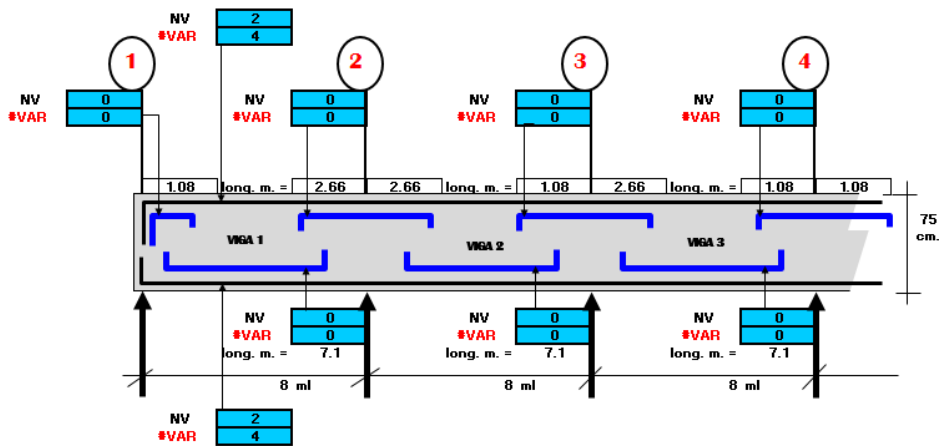 NV 2
#VAR 4
1 2 3 4
NV 0 NV 0 NV 0 NV 0
#VAR 0 #VAR 0 #VAR 0 #VAR 0
1.08 long. m. = 2.66 2.66 long. m. = 1.08 2.66 long. m. = 1.08 1.08
75
cm.
VIGA 1 VIGA 2 VIGA 3
NV 0 NV 0 NV 0
#VAR 0 #VAR 0 #VAR 0
long. m. = 7.1 long. m. = 7.1 long. m. = 7.1
8 ml 8 ml 8 ml
NV 2
#VAR 4